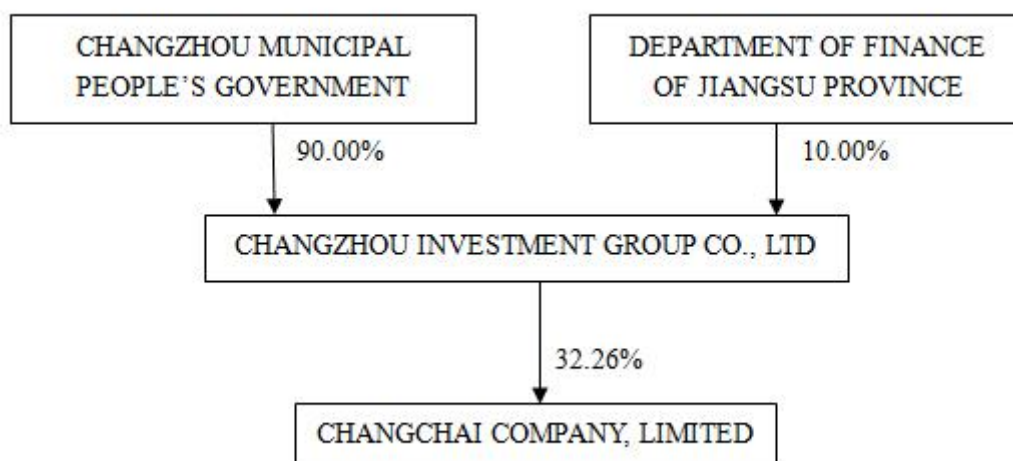 CHANGZHOU MUNICIPAL
PEOPLE’S GOVERNMENT
DEPARTMENT OF FINANCE
OF JIANGSU PROVINCE
90.00%
10.00%
CHANGZHOU INVESTMENT GROUP CO., LTD
32.26%
CHANGCHAI COMPANY, LIMITED